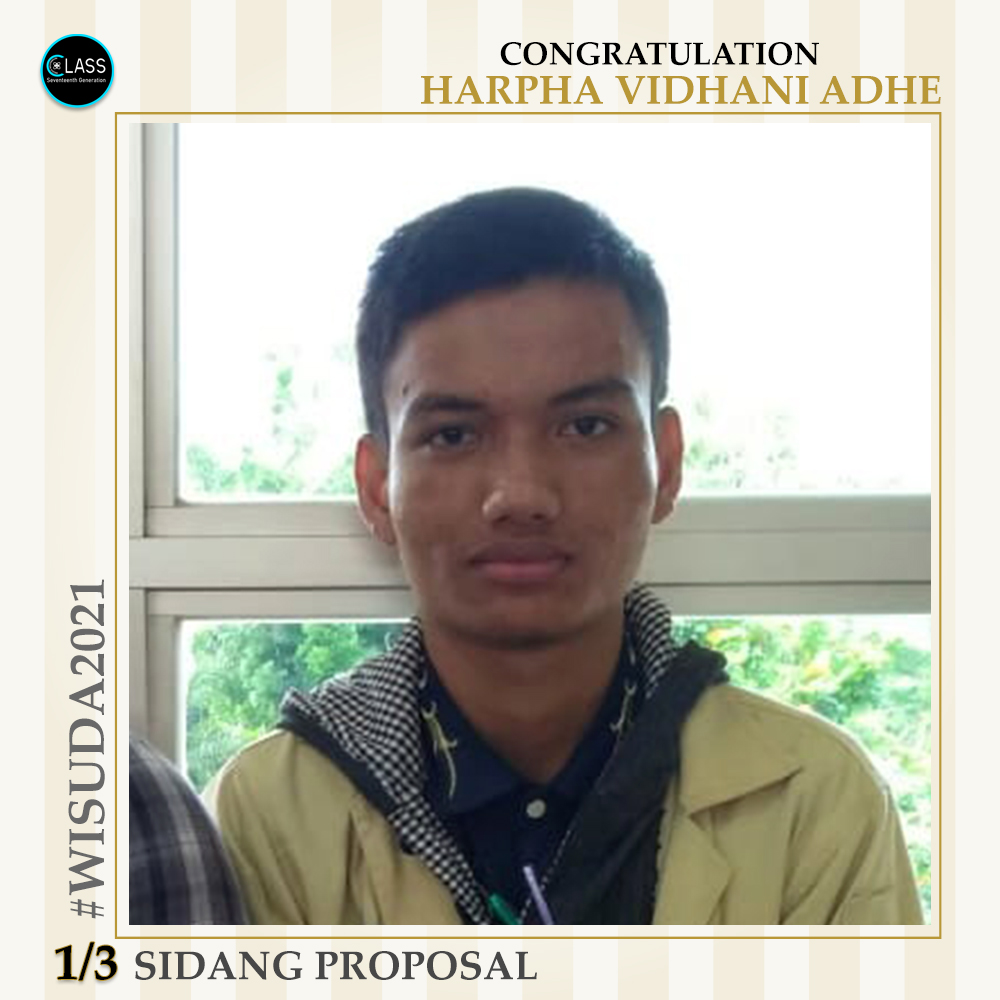 CLASS
Seventeenth Generation
CONGRATULATION
HARPHA VIDHANI ADHE
#WISUDA2021
1/3 SIDANG PROPOSAL